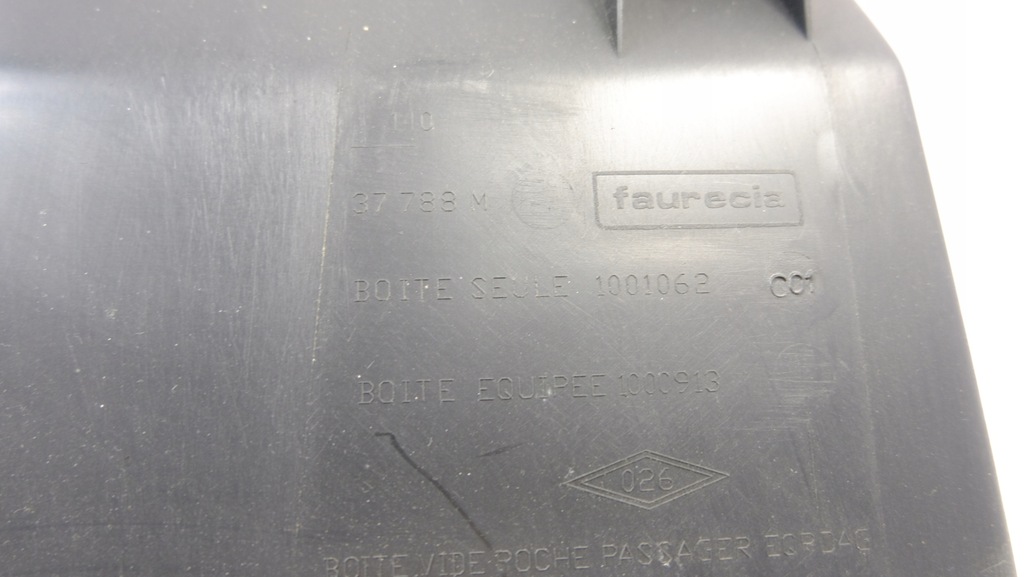 37 788 M faurecia
BOITE SEULE 1001062 C01
BOITE EQUIPEE 1000913
026
BOITE VIDE POCHE PASSAGER